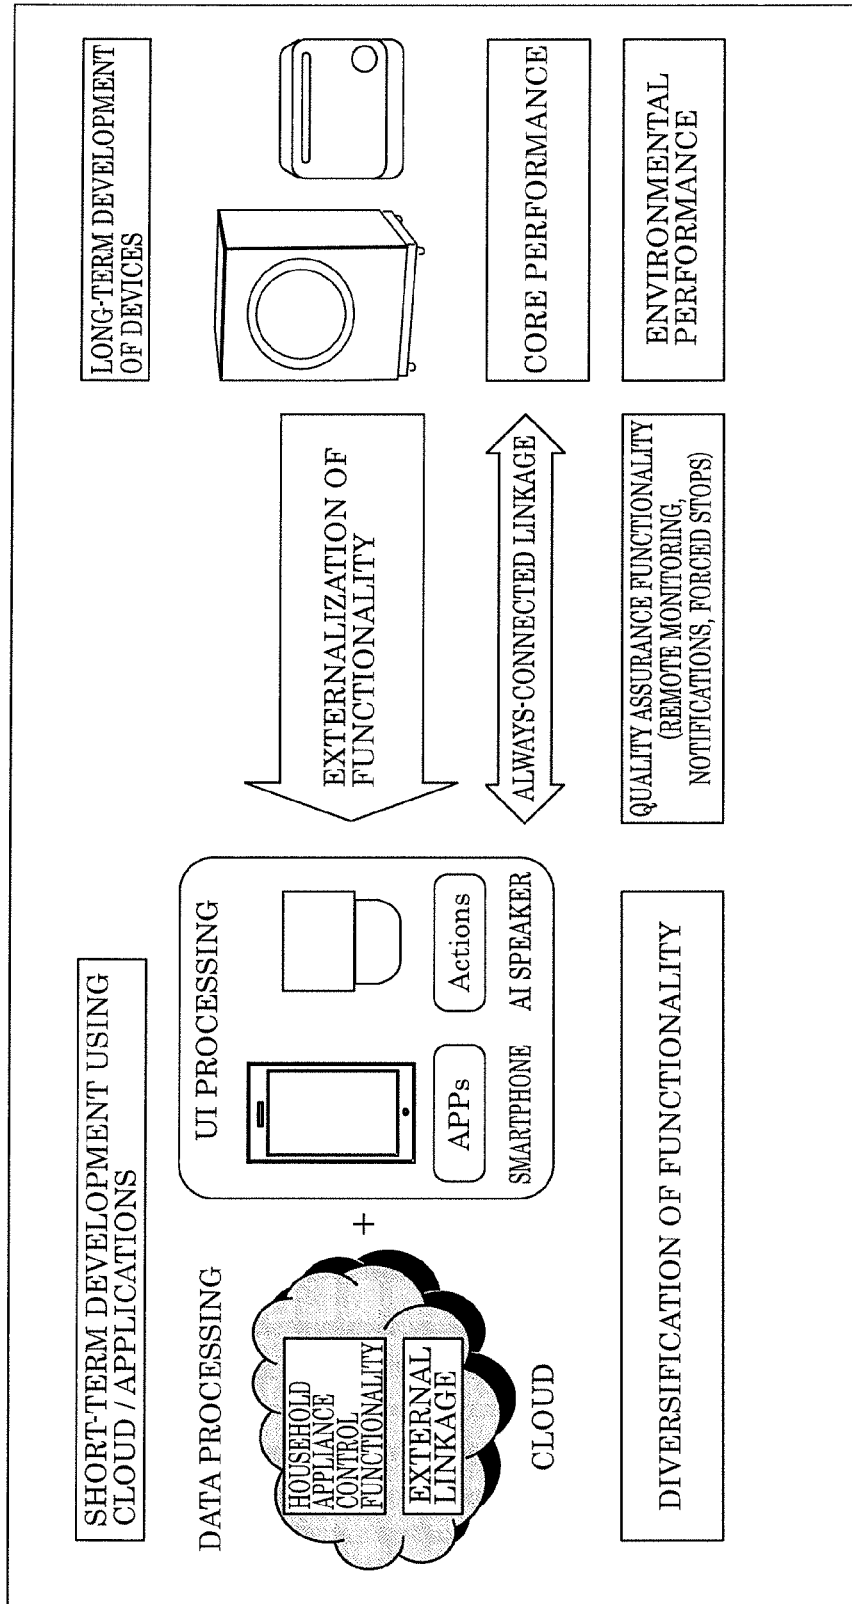 SHORT-TERM DEVELOPMENT USING
CLOUD / APPLICATIONS
LONG-TERM DEVELOPMENT
OF DEVICES
DATA PROCESSING
HOUSEHOLD
APPLIANCE
CONTROL
FUNCTIONALITY
EXTERNAL
LINKAGE
CLOUD
+
UI PROCESSING
APPs
SMARTPHONE
Actions
AI SPEAKER
EXTERNALIZATION OF
FUNCTIONALITY
ALWAYS-CONNECTED LINKAGE
CORE PERFORMANCE
DIVERSIFICATION OF FUNCTIONALITY
QUALITY ASSURANCE FUNCTIONALITY
(REMOTE MONITORING,
NOTIFICATIONS, FORCED STOPS)
ENVIRONMENTAL
PERFORMANCE